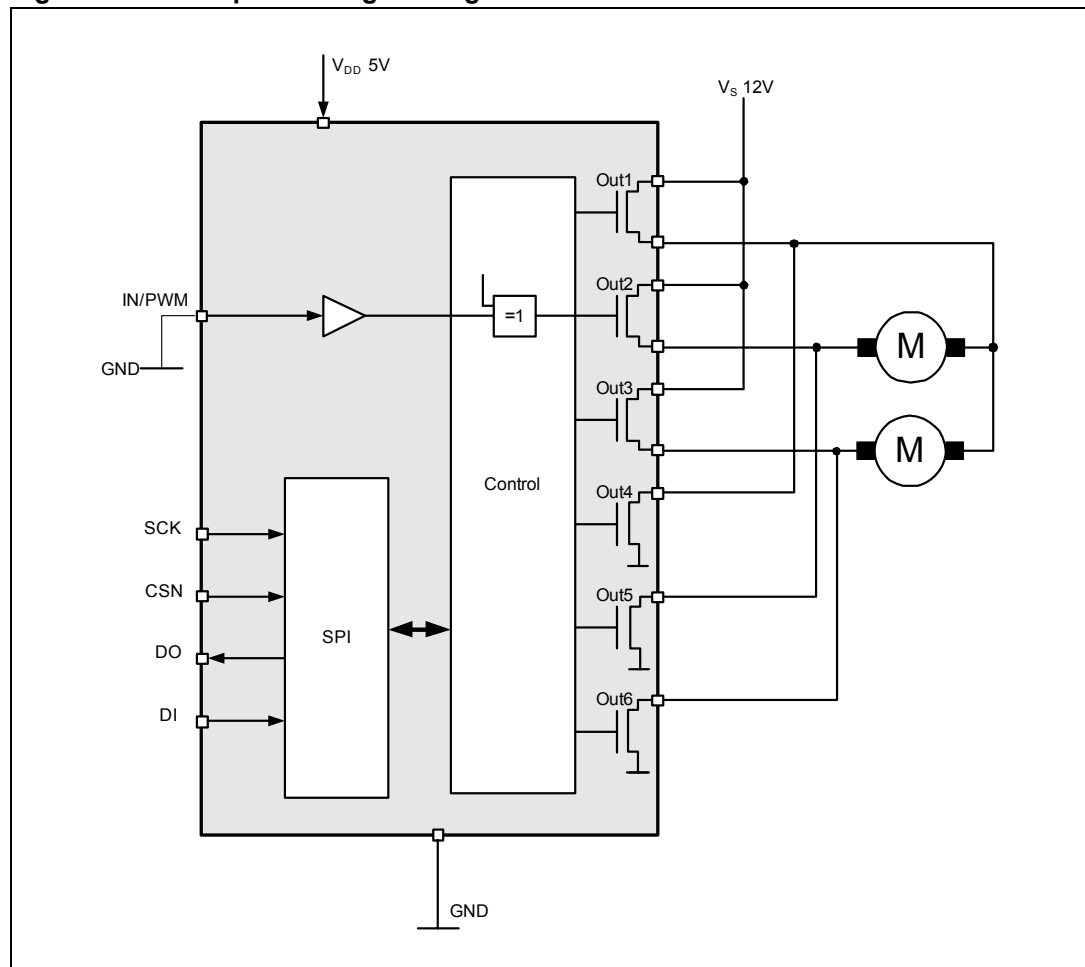 V_DD 5V
V_S 12V
Out1
IN/PWM
=1
Out2
GND
M
Out3
M
Control
Out4
SCK
CSN
SPI
Out5
DO
DI
Out6
GND